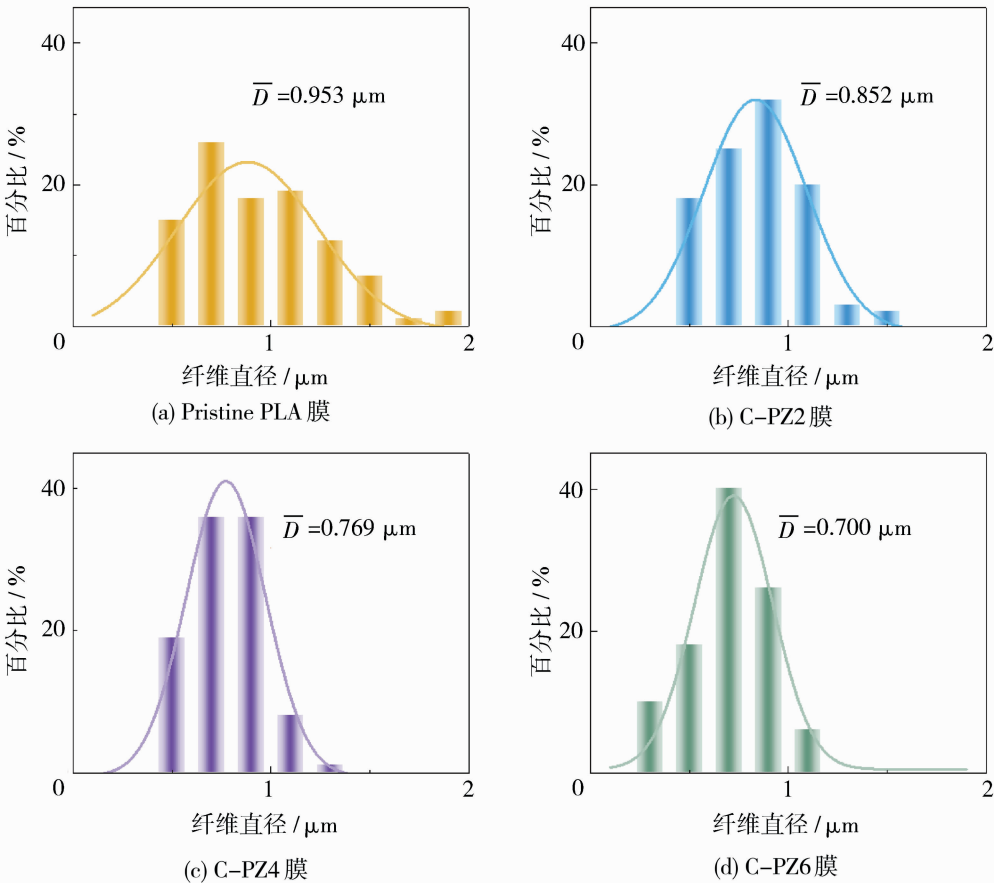 40
20
0
1
2
百分比 / %
D̅ =0.953 μm
纤维直径 / μm
(a) Pristine PLA 膜
40
20
0
1
2
百分比 / %
D̅ =0.852 μm
纤维直径 / μm
(b) C-PZ2 膜
40
20
0
1
2
百分比 / %
D̅ =0.769 μm
纤维直径 / μm
(c) C-PZ4 膜
40
20
0
1
2
百分比 / %
D̅ =0.700 μm
纤维直径 / μm
(d) C-PZ6 膜